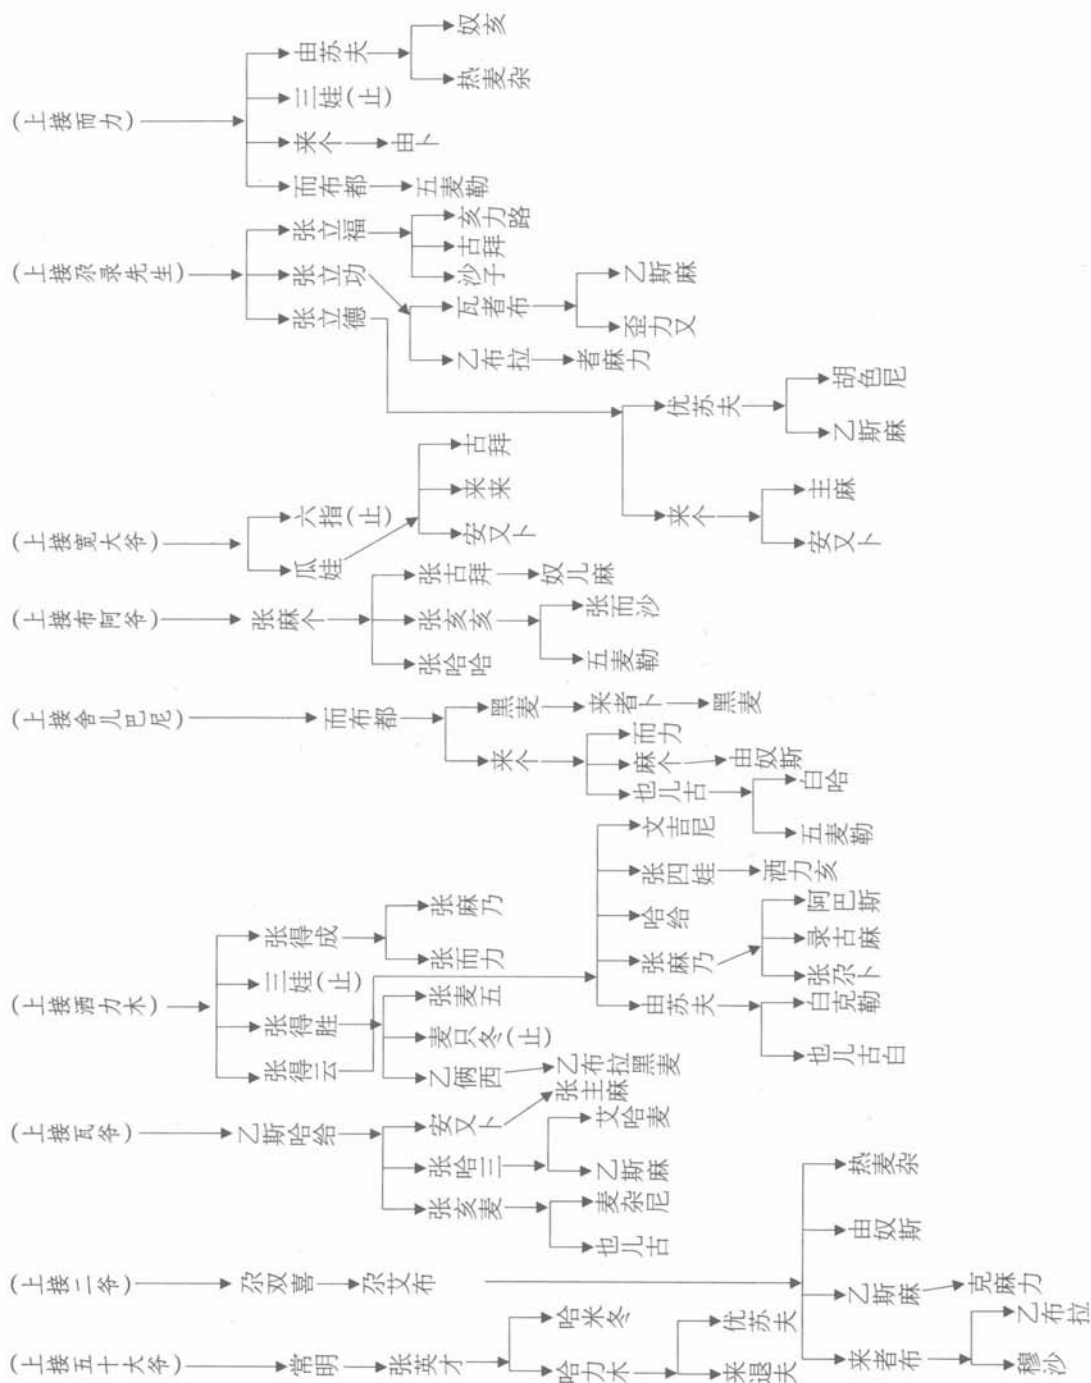 (上接五十大爷)
常明
张英才
哈力木
哈米冬
来退夫
优苏夫
(上接二爷)
尕双喜
尕艾布
来者布
乙斯麻
由奴斯
热麦杂
穆沙
乙布拉
克麻力
(上接瓦爷)
乙斯哈给
张亥麦
张哈三
安又卜
也儿古
麦杂尼
乙斯麻
艾哈麦
张主麻
(上接洒力木)
张得云
张得胜
三娃(止)
张得成
乙俩西
麦只冬(止)
张麦五
张而力
张麻乃
乙布拉黑麦
由苏夫
张麻乃
哈给
张四娃
文吉尼
也儿古白
白克勒
张尕卜
录古麻
阿巴斯
洒力亥
(上接舍儿巴尼)
而布都
来个
黑麦
也儿古
麻个
而力
来者卜
五麦勒
白哈
由奴斯
黑麦
(上接布阿爷)
张麻个
张哈哈
张亥亥
张古拜
五麦勒
张而沙
奴儿麻
(上接宽大爷)
瓜娃
六指(止)
安又卜
来来
古拜
(上接尕录先生)
张立德
张立功
张立福
乙布拉
瓦者布
沙子
古拜
亥力路
者麻力
歪力又
乙斯麻
来个
优苏夫
安又卜
主麻
乙斯麻
胡色尼
(上接而力)
而布都
来个
三娃(止)
由苏夫
五麦勒
由卜
热麦杂
奴亥